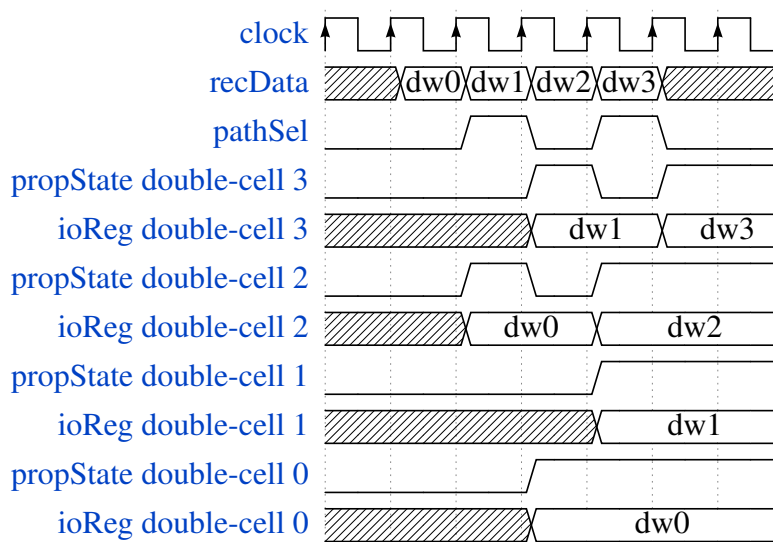 clock
recData dw0 dw1 dw2 dw3
pathSel
propState double-cell 3
ioReg double-cell 3 dw1 dw3
propState double-cell 2
ioReg double-cell 2 dw0 dw2
propState double-cell 1
ioReg double-cell 1 dw1
propState double-cell 0
ioReg double-cell 0 dw0